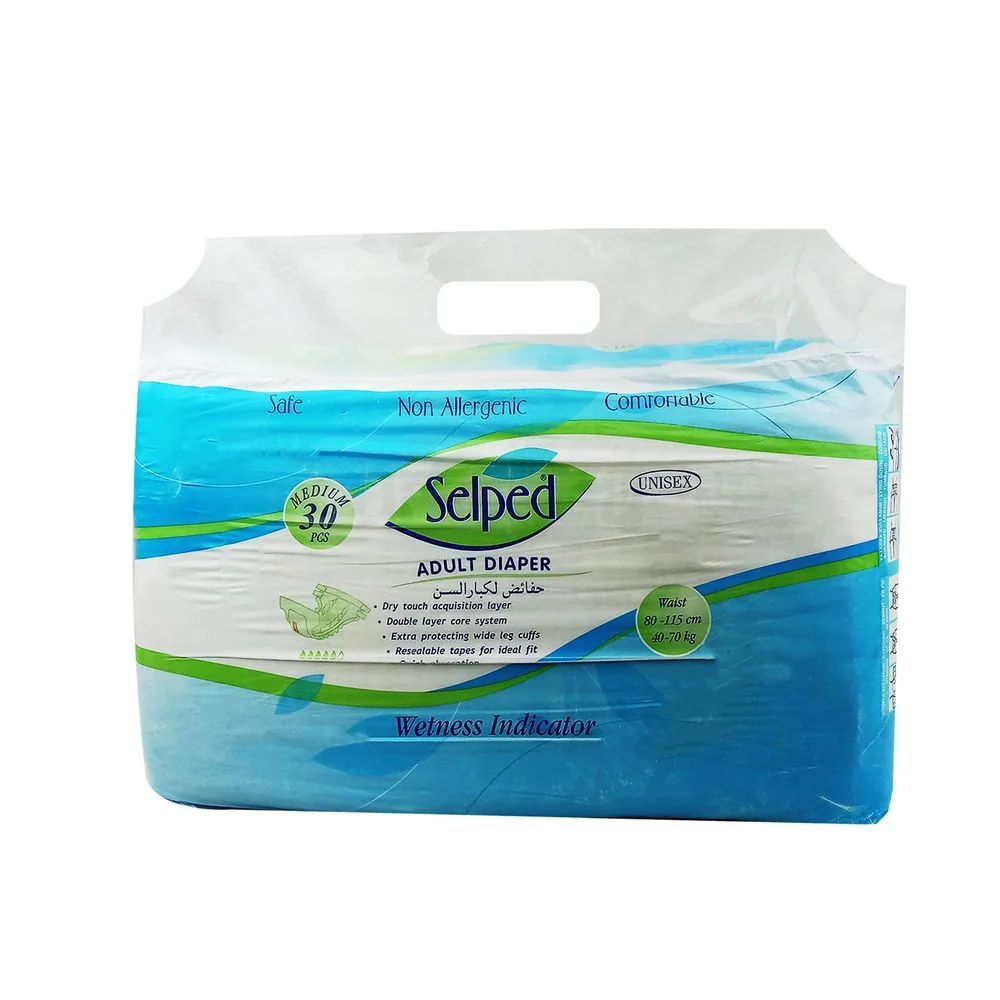 Safe
Non Allergenic
Comfortable
MEDIUM
30
PCS
Selped®
UNISEX
ADULT DIAPER
حفائض لكبار السن
• Dry touch acquisition layer
• Double layer core system
• Extra protecting wide leg cuffs
• Resealable tapes for ideal fit
Waist
80 -115 cm
40-70 kg
Wetness Indicator